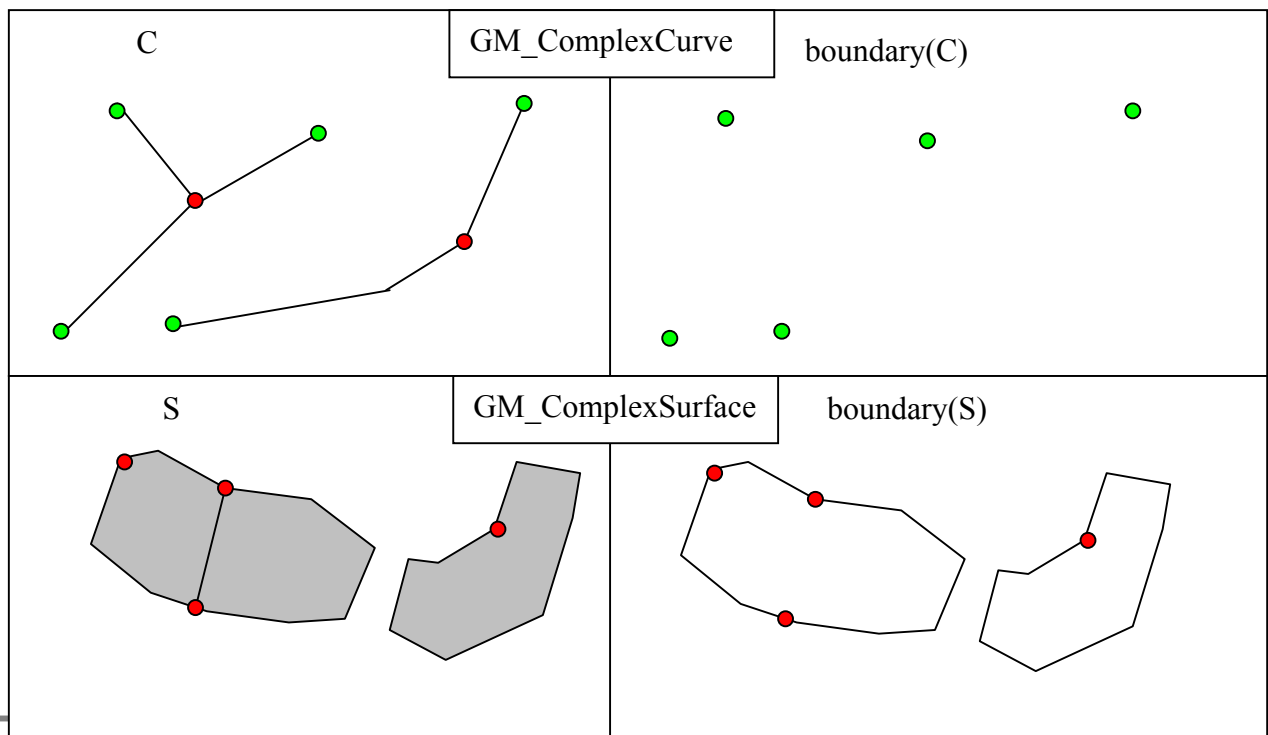 C
GM_ComplexCurve
boundary(C)
S
GM_ComplexSurface
boundary(S)